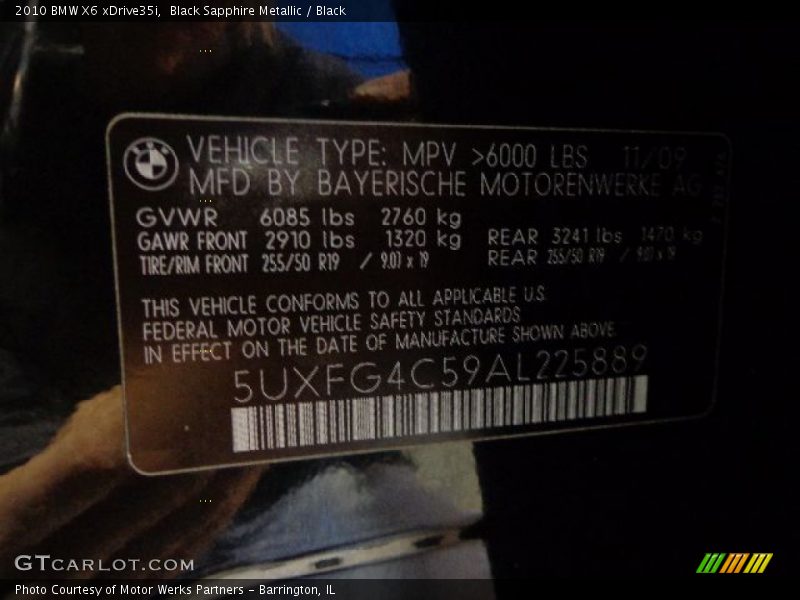 2010 BMW X6 xDrive35i, Black Sapphire Metallic / Black
VEHICLE TYPE: MPV >6000 LBS 11/09
MFD BY BAYERISCHE MOTORENWERKE AG
GVWR 6085 lbs 2760 kg
GAWR FRONT 2910 lbs 1320 kg REAR 3241 lbs 1470 kg
TIRE/RIM FRONT 255/50 R19 / 9.0J x 19 REAR 255/50 R19 / 9.0J x 19
THIS VEHICLE CONFORMS TO ALL APPLICABLE U.S.
FEDERAL MOTOR VEHICLE SAFETY STANDARDS
IN EFFECT ON THE DATE OF MANUFACTURE SHOWN ABOVE.
5UXFG4C59AL225889
GTCARLOT.COM
Photo Courtesy of Motor Werks Partners - Barrington, IL